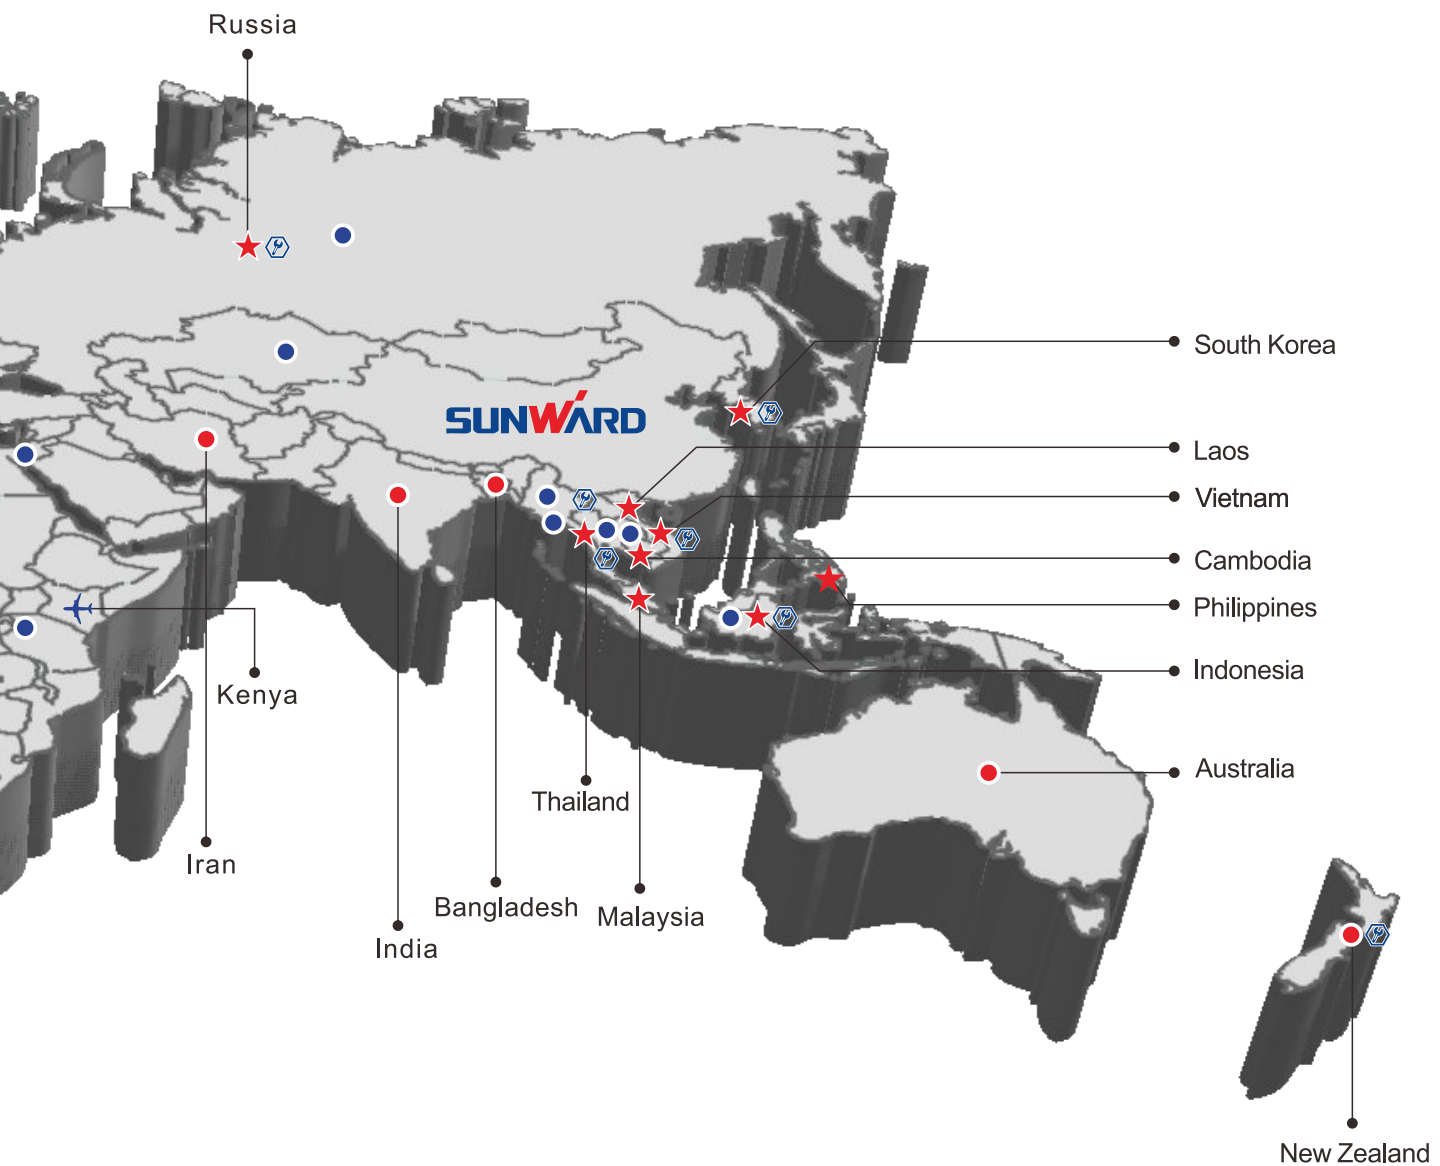 Russia
South Korea
SUNWARD
Laos
Vietnam
Cambodia
Philippines
Indonesia
Kenya
Australia
Thailand
Iran
Bangladesh
Malaysia
India
New Zealand